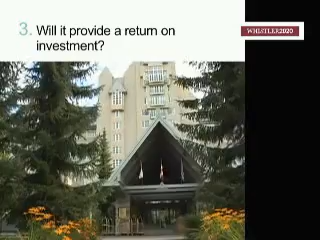 3. Will it provide a return on
investment?
WHISTLER2020